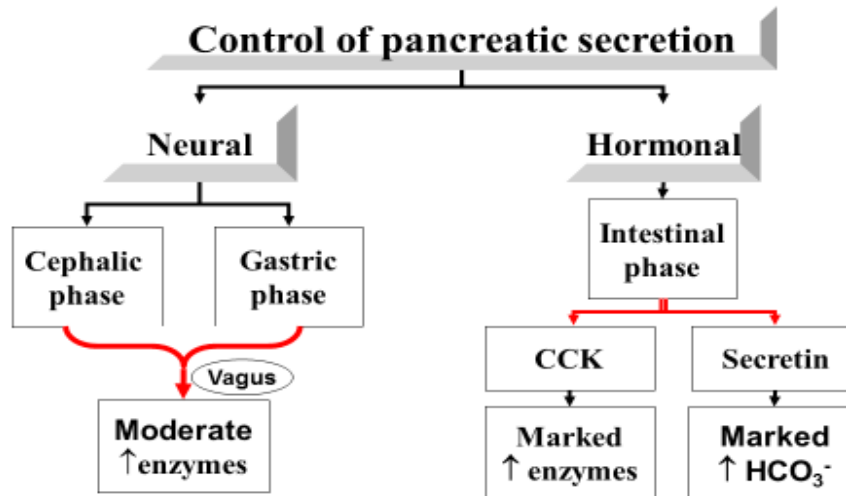 Control of pancreatic secretion
Neural
Hormonal
Cephalic
phase
Gastric
phase
Intestinal
phase
Vagus
Moderate
↑enzymes
CCK
Secretin
Marked
↑ enzymes
Marked
↑ HCO₃⁻